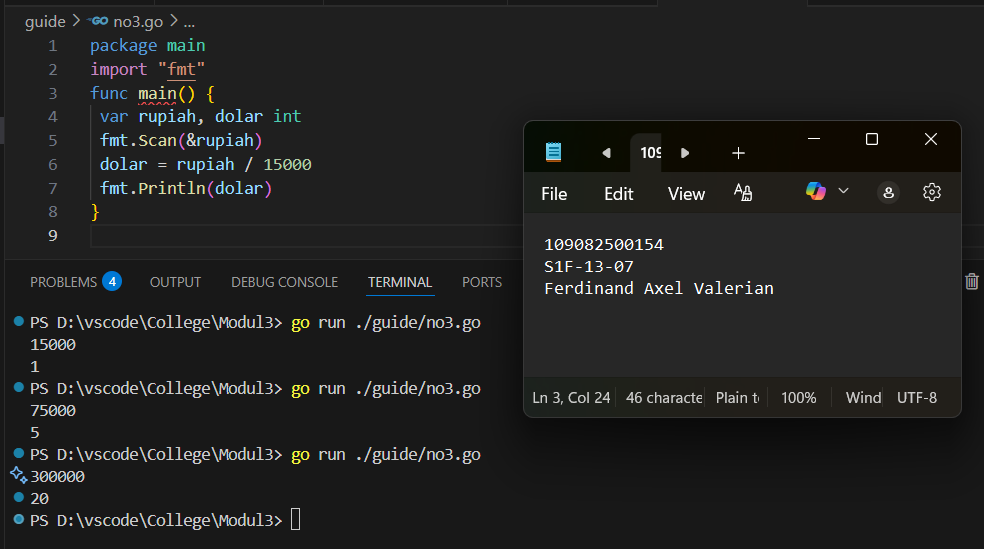 guide > GO no3.go > ...
1 package main
2 import "fmt"
3 func main() {
4 var rupiah, dolar int
5 fmt.Scan(&rupiah)
6 dolar = rupiah / 15000
7 fmt.Println(dolar)
8 }
9
109
File Edit View
109082500154
S1F-13-07
Ferdinand Axel Valerian
Ln 3, Col 24 46 characte Plain t 100% Wind UTF-8
PROBLEMS 4 OUTPUT DEBUG CONSOLE TERMINAL PORTS
PS D:\vscode\College\Modul3> go run ./guide/no3.go
15000
1
PS D:\vscode\College\Modul3> go run ./guide/no3.go
75000
5
PS D:\vscode\College\Modul3> go run ./guide/no3.go
300000
20
PS D:\vscode\College\Modul3>